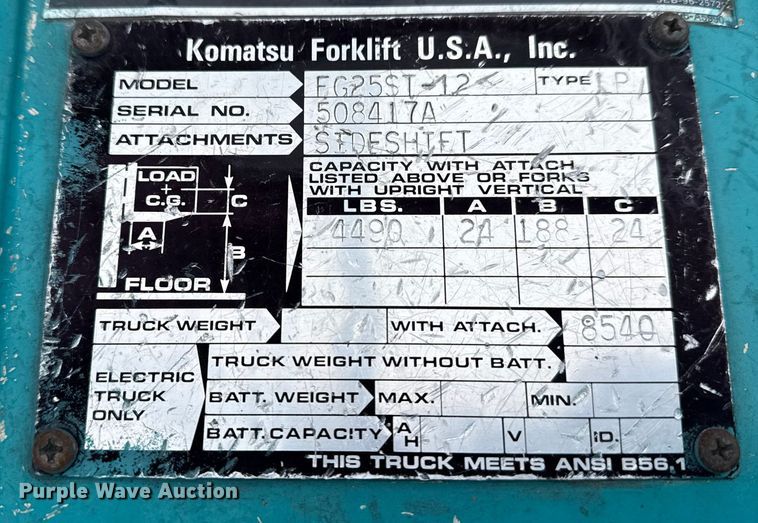 Komatsu Forklift U.S.A., Inc.
MODEL FG25ST-12 TYPE LP
SERIAL NO. 508417A
ATTACHMENTS SIDESHIFT
CAPACITY WITH ATTACH.
LISTED ABOVE OR FORKS
WITH UPRIGHT VERTICAL
LOAD
C.G. C
A
B
FLOOR
LBS. A B C
4490 24 188 24
TRUCK WEIGHT WITH ATTACH. 8540
ELECTRIC
TRUCK
ONLY
TRUCK WEIGHT WITHOUT BATT.
BATT. WEIGHT MAX. MIN.
BATT. CAPACITY AH V ID.
THIS TRUCK MEETS ANSI B56.1
Purple Wave Auction